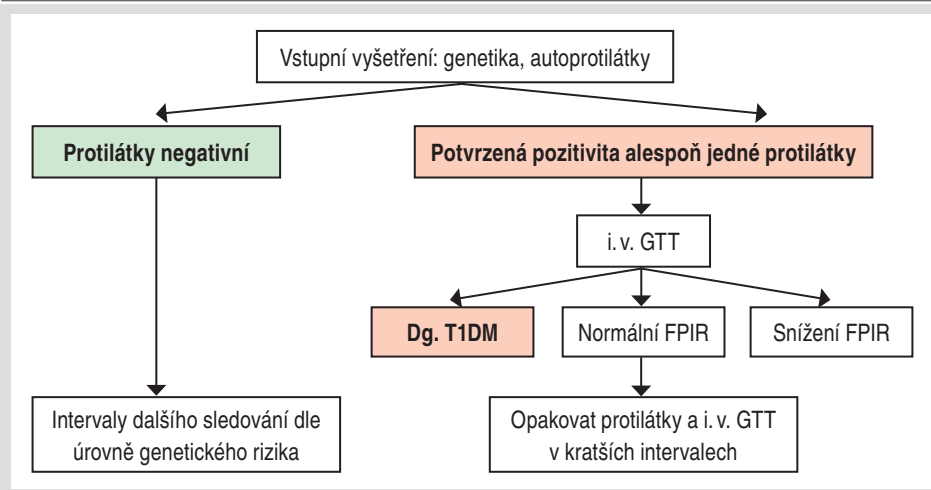 Vstupní vyšetření: genetika, autoprotilátky
Protilátky negativní
Potvrzená pozitivita alespoň jedné protilátky
i. v. GTT
Dg. T1DM
Normální FPIR
Snížení FPIR
Intervaly dalšího sledování dle
úrovně genetického rizika
Opakovat protilátky a i. v. GTT
v kratších intervalech